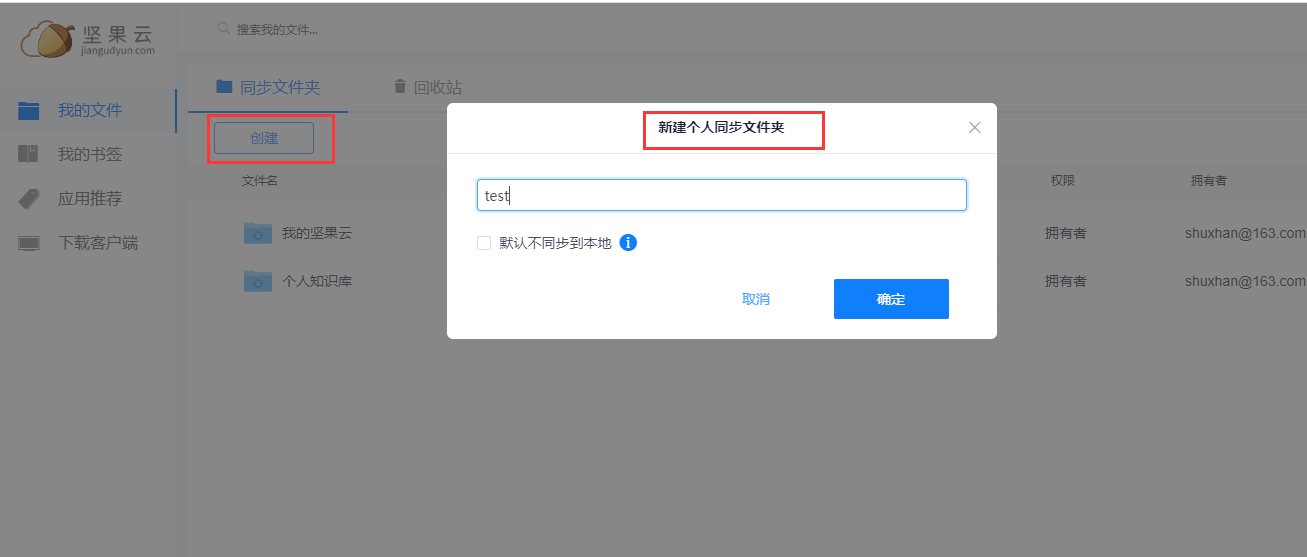 坚果云
jianguoyun.com
搜索我的文件...
我的文件
我的书签
应用推荐
下载客户端
同步文件夹
回收站
创建
文件名
权限
拥有者
我的坚果云
拥有者
shuxhan@163.com
个人知识库
拥有者
shuxhan@163.com
新建个人同步文件夹
test
默认不同步到本地
取消
确定